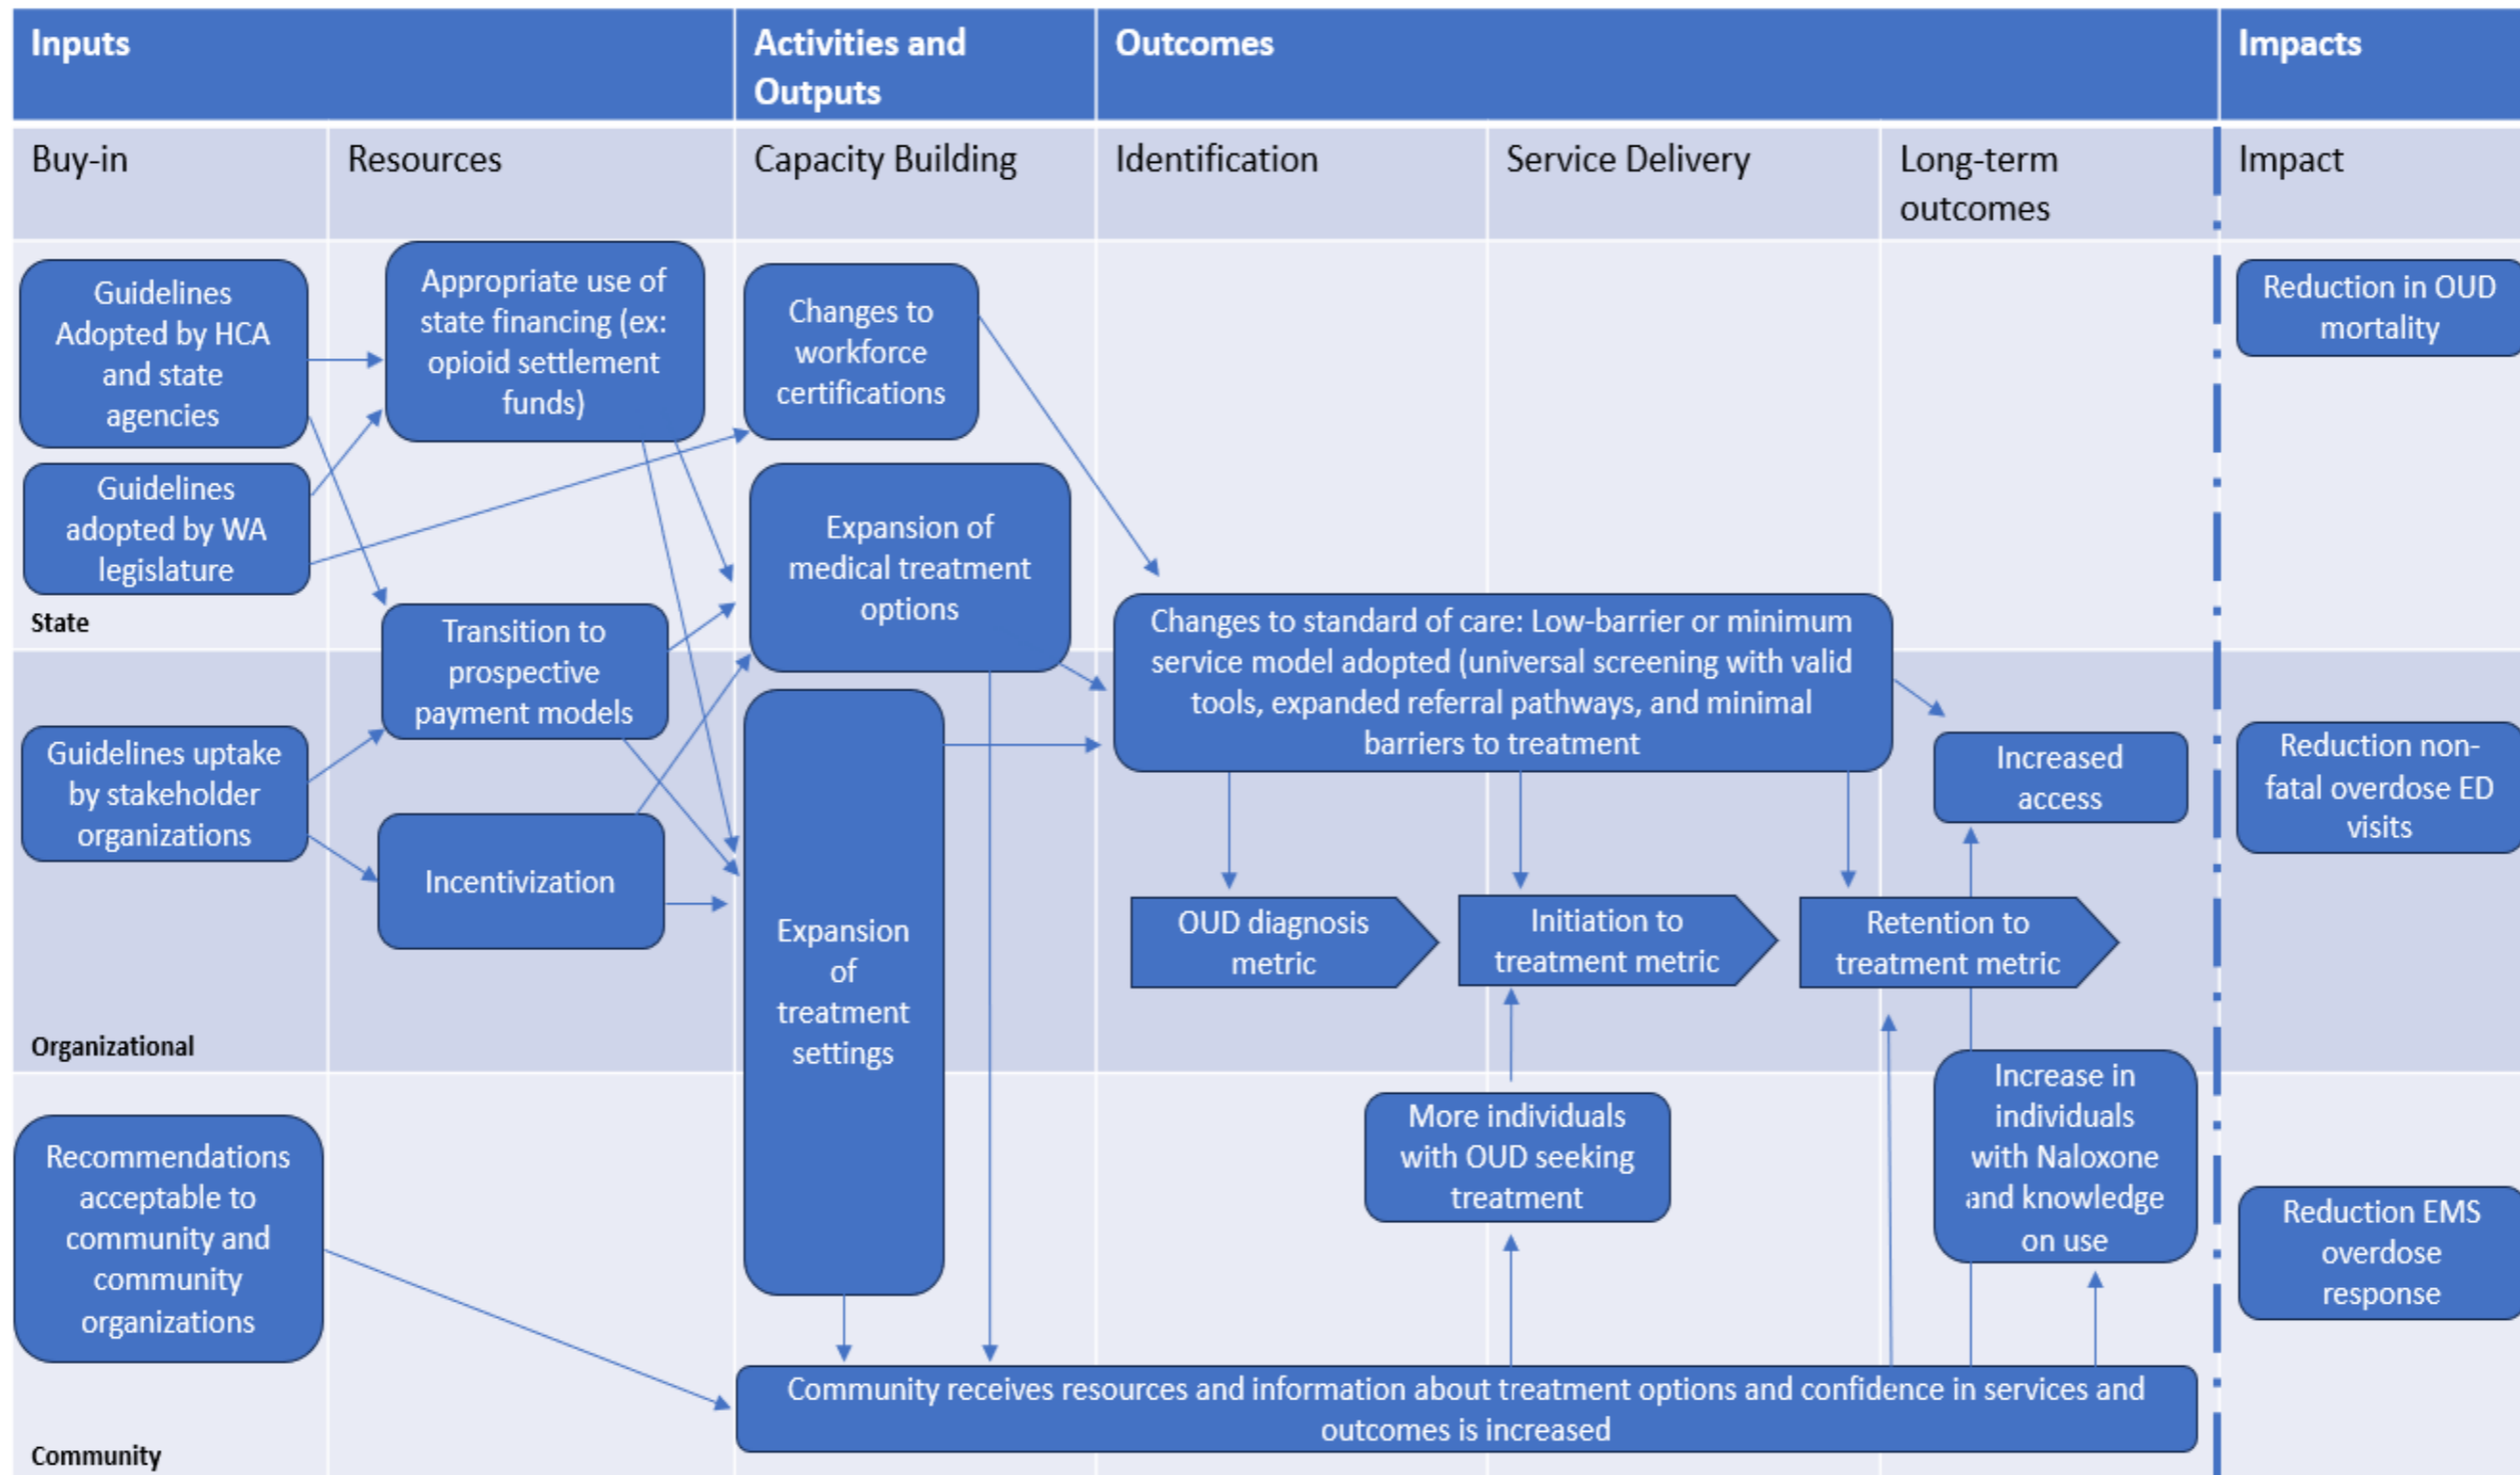 Inputs
Activities and
Outputs
Outcomes
Impacts
Buy-in
Resources
Capacity Building
Identification
Service Delivery
Long-term
outcomes
Impact
Guidelines
Adopted by HCA
and state
agencies
Appropriate use of
state financing (ex:
opioid settlement
funds)
Changes to
workforce
certifications
Reduction in OUD
mortality
Guidelines
adopted by WA
legislature
Expansion of
medical treatment
options
State
Transition to
prospective
payment models
Changes to standard of care: Low-barrier or minimum
service model adopted (universal screening with valid
tools, expanded referral pathways, and minimal
barriers to treatment
Guidelines uptake
by stakeholder
organizations
Increased
access
Reduction non-
fatal overdose ED
visits
Incentivization
Expansion
of
treatment
settings
OUD diagnosis
metric
Initiation to
treatment metric
Retention to
treatment metric
Organizational
Recommendations
acceptable to
community and
community
organizations
More individuals
with OUD seeking
treatment
Increase in
individuals
with Naloxone
and knowledge
on use
Reduction EMS
overdose
response
Community receives resources and information about treatment options and confidence in services and
outcomes is increased
Community